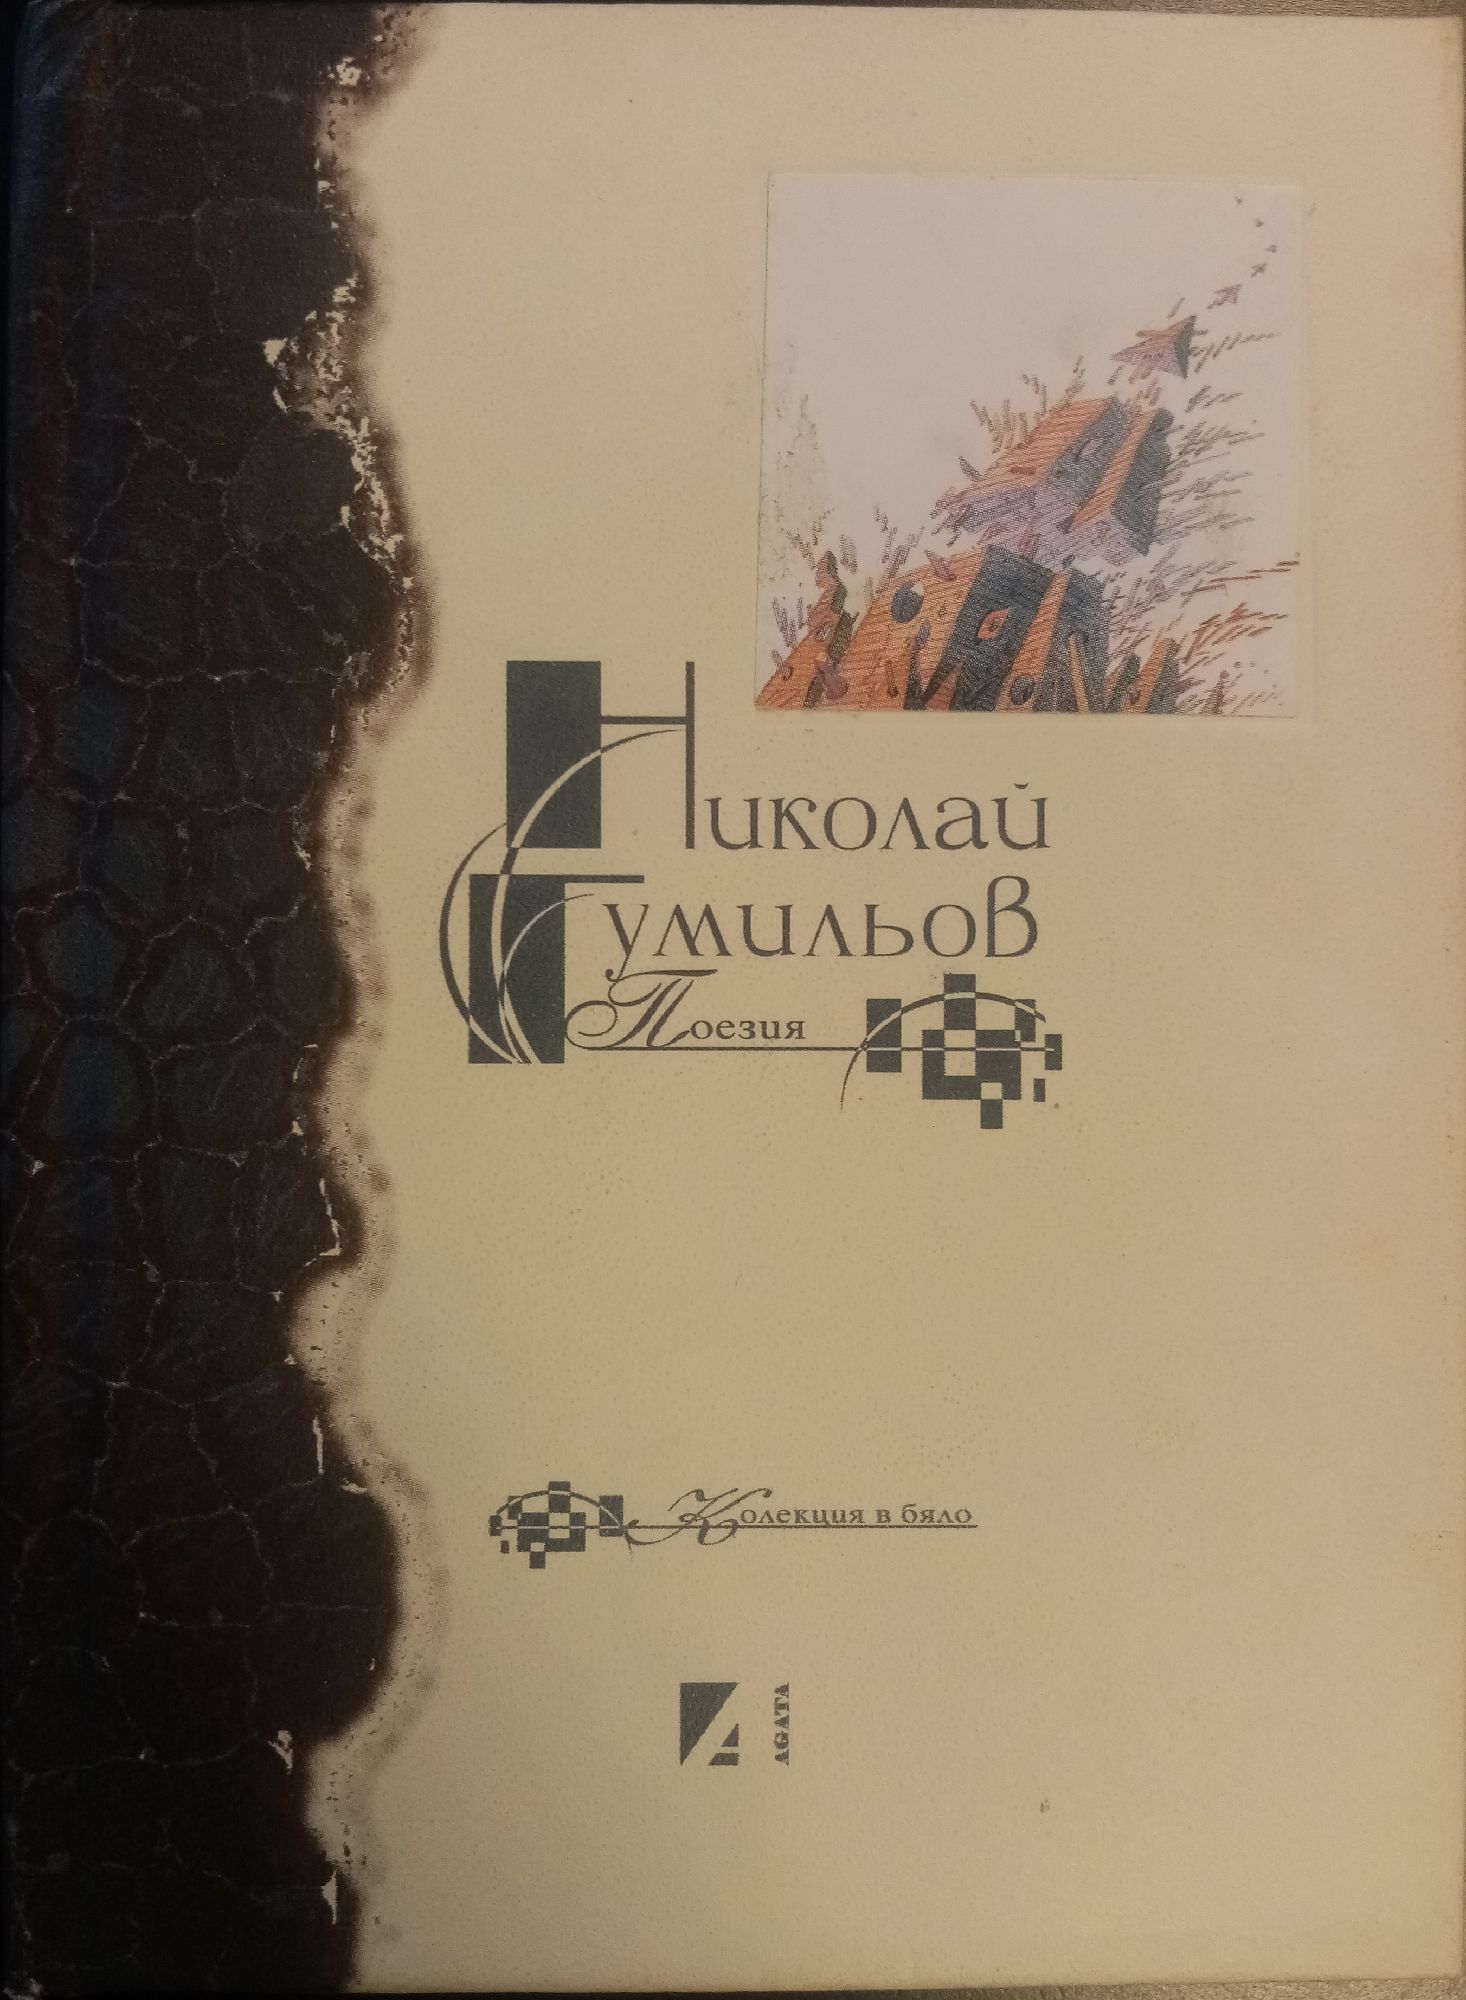 Николай
Гумильов
Поезия
Колекция в бяло
AGATA